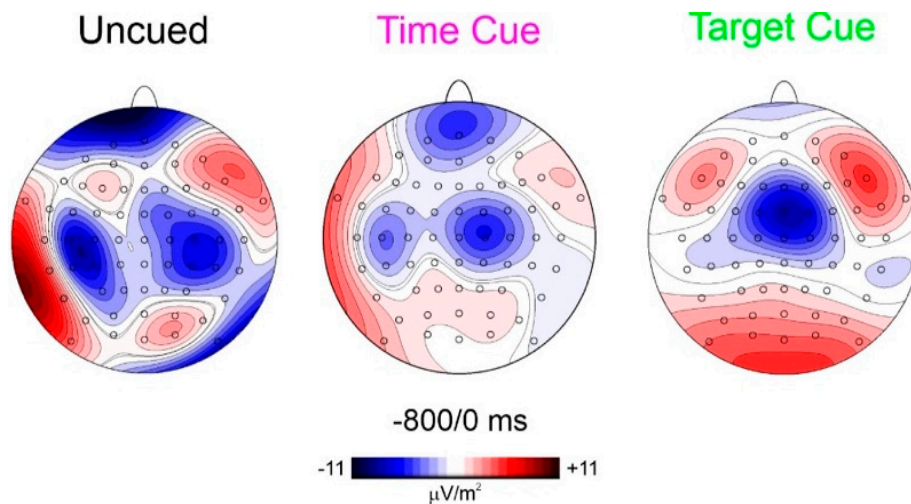 Uncued
Time Cue
Target Cue
-800/0 ms
-11
+11
μV/m²